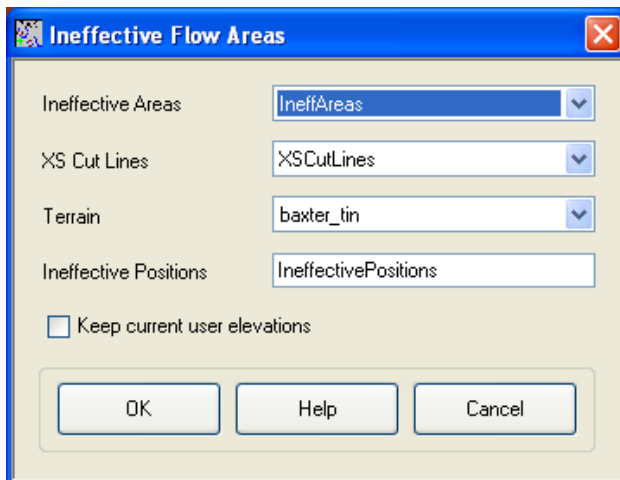 Ineffective Flow Areas
Ineffective Areas IneffAreas
XS Cut Lines XSCutLines
Terrain baxter_tin
Ineffective Positions IneffectivePositions
Keep current user elevations
OK Help Cancel